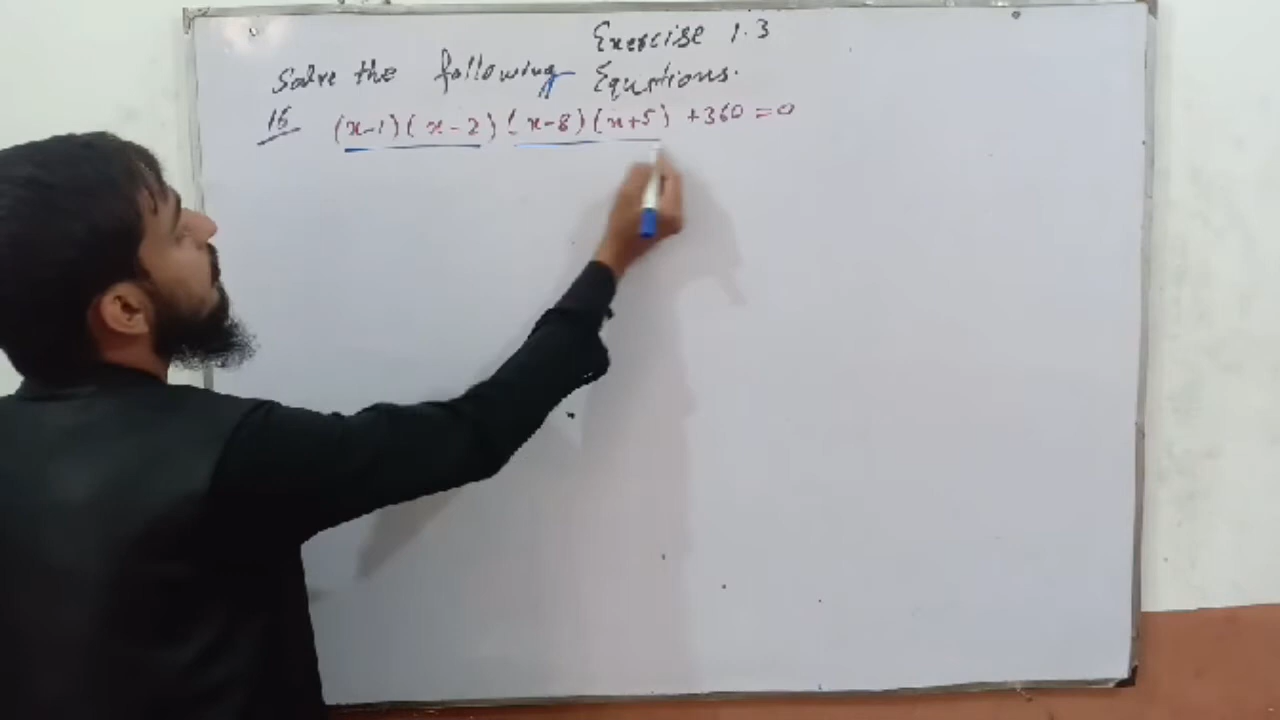 Exercise 1.3
Solve the following Equations.
16 (x-1)(x-2)(x-8)(x+5) +360=0